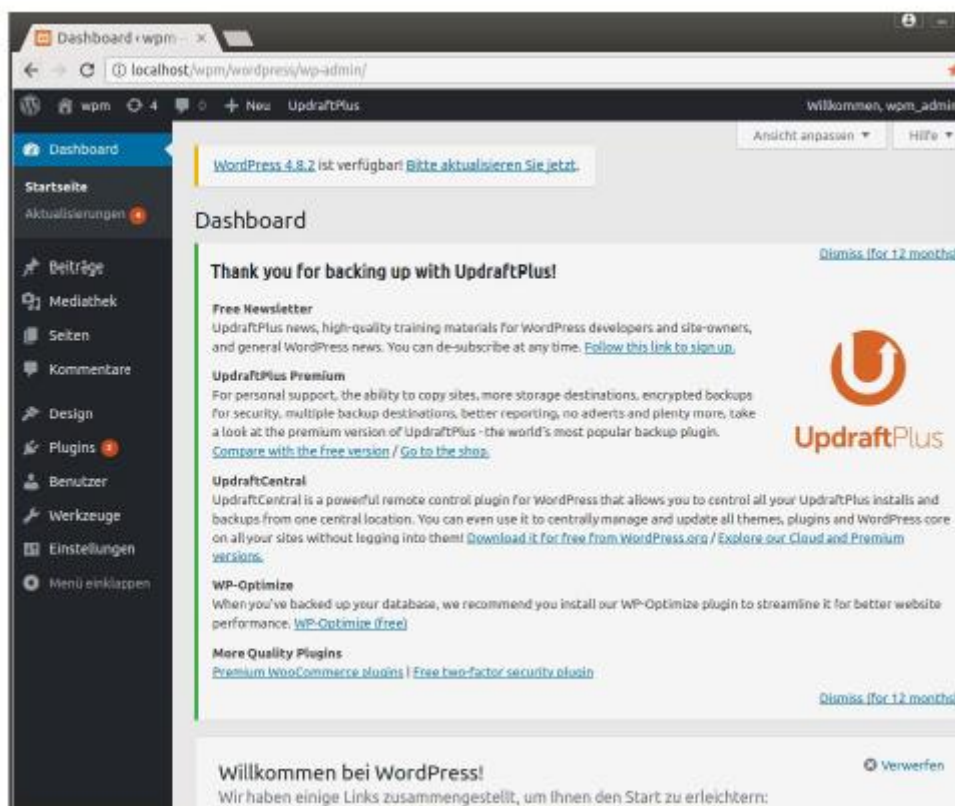 Dashboard ‹ wpm —
localhost/wpm/wordpress/wp-admin/
wpm 4 0 + Neu UpdraftPlus Willkommen, wpm_admin
Dashboard
Startseite
Aktualisierungen 4
Beiträge
Mediathek
Seiten
Kommentare
Design
Plugins
Benutzer
Werkzeuge
Einstellungen
Menü einklappen
Ansicht anpassen ▼ Hilfe ▼
WordPress 4.8.2 ist verfügbar! Bitte aktualisieren Sie jetzt.
Dashboard
Dismiss (for 12 months)
Thank you for backing up with UpdraftPlus!
Free Newsletter
UpdraftPlus news, high-quality training materials for WordPress developers and site-owners,
and general WordPress news. You can de-subscribe at any time. Follow this link to sign up.
UpdraftPlus Premium
For personal support, the ability to copy sites, more storage destinations, encrypted backups
for security, multiple backup destinations, better reporting, no adverts and plenty more, take
a look at the premium version of UpdraftPlus - the world's most popular backup plugin.
Compare with the free version / Go to the shop.
UpdraftPlus
UpdraftCentral
UpdraftCentral is a powerful remote control plugin for WordPress that allows you to control all your UpdraftPlus installs and
backups from one central location. You can even use it to centrally manage and update all themes, plugins and WordPress core
on all your sites without logging into them! Download it for free from WordPress.org / Explore our Cloud and Premium
versions.
WP-Optimize
When you've backed up your database, we recommend you install our WP-Optimize plugin to streamline it for better website
performance. WP-Optimize (free)
More Quality Plugins
Premium WooCommerce plugins | Free two-factor security plugin
Dismiss (for 12 months)
Willkommen bei WordPress!
Verwerfen
Wir haben einige Links zusammengestellt, um Ihnen den Start zu erleichtern: